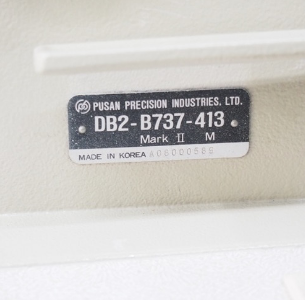 PUSAN PRECISION INDUSTRIES, LTD.
DB2-B737-413
Mark II M
MADE IN KOREA